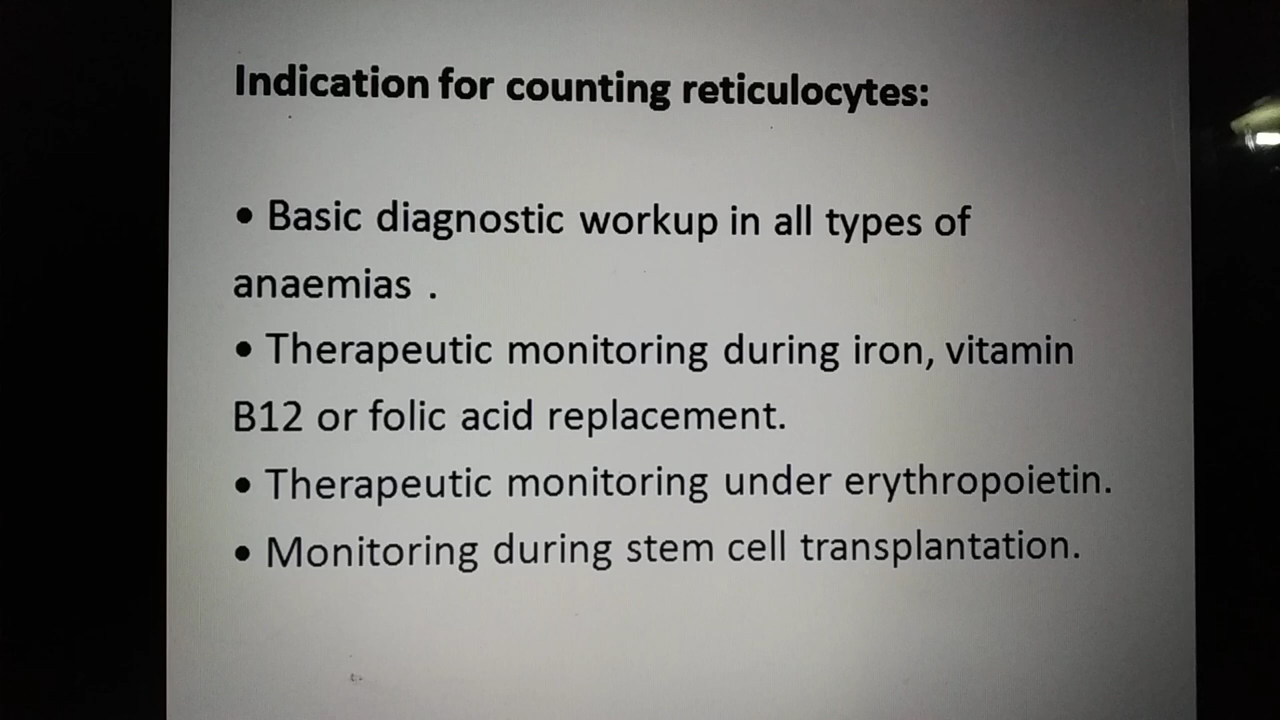 Indication for counting reticulocytes:
• Basic diagnostic workup in all types of
anaemias .
• Therapeutic monitoring during iron, vitamin
B12 or folic acid replacement.
• Therapeutic monitoring under erythropoietin.
• Monitoring during stem cell transplantation.